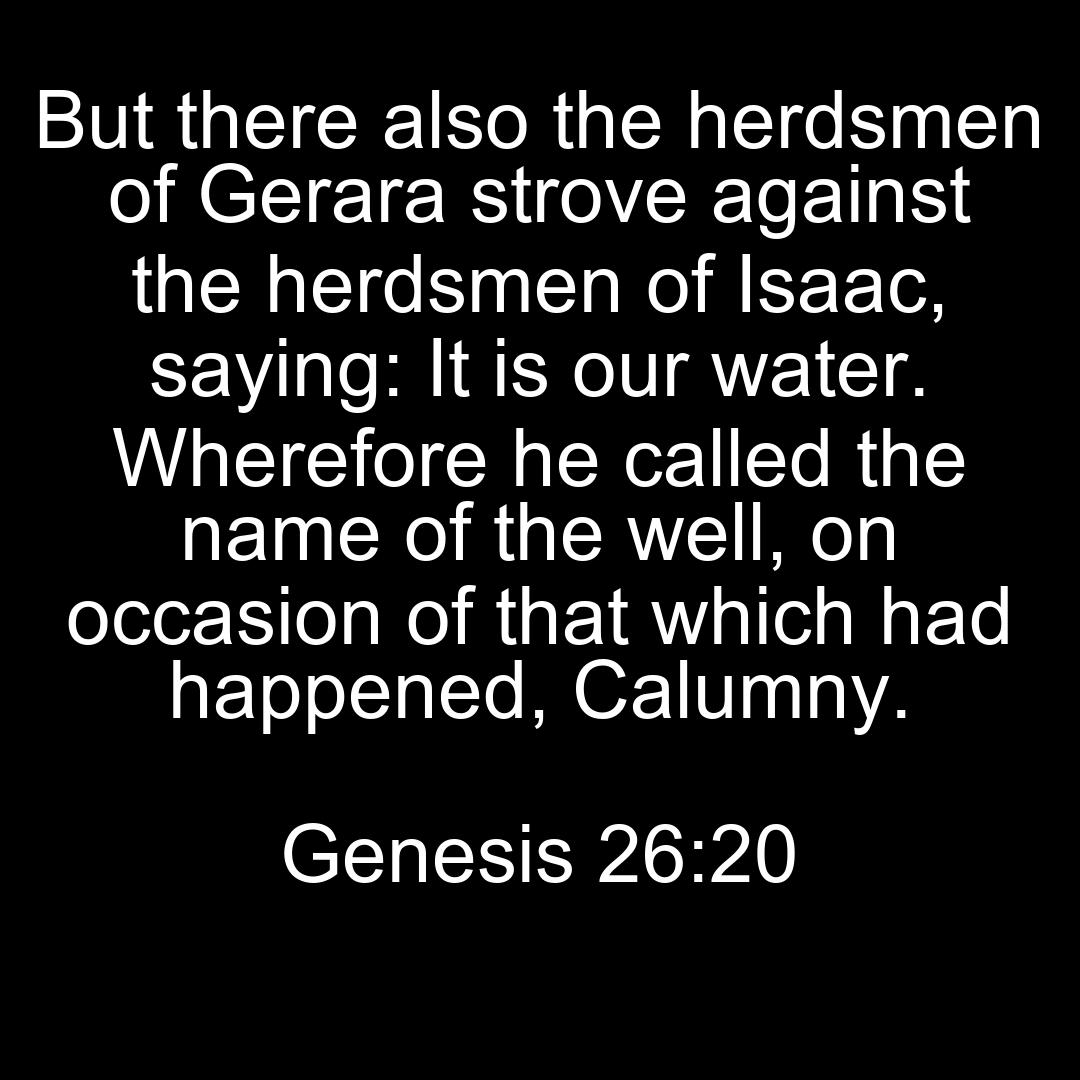 But there also the herdsmen
of Gerara strove against
the herdsmen of Isaac,
saying: It is our water.
Wherefore he called the
name of the well, on
occasion of that which had
happened, Calumny.
Genesis 26:20